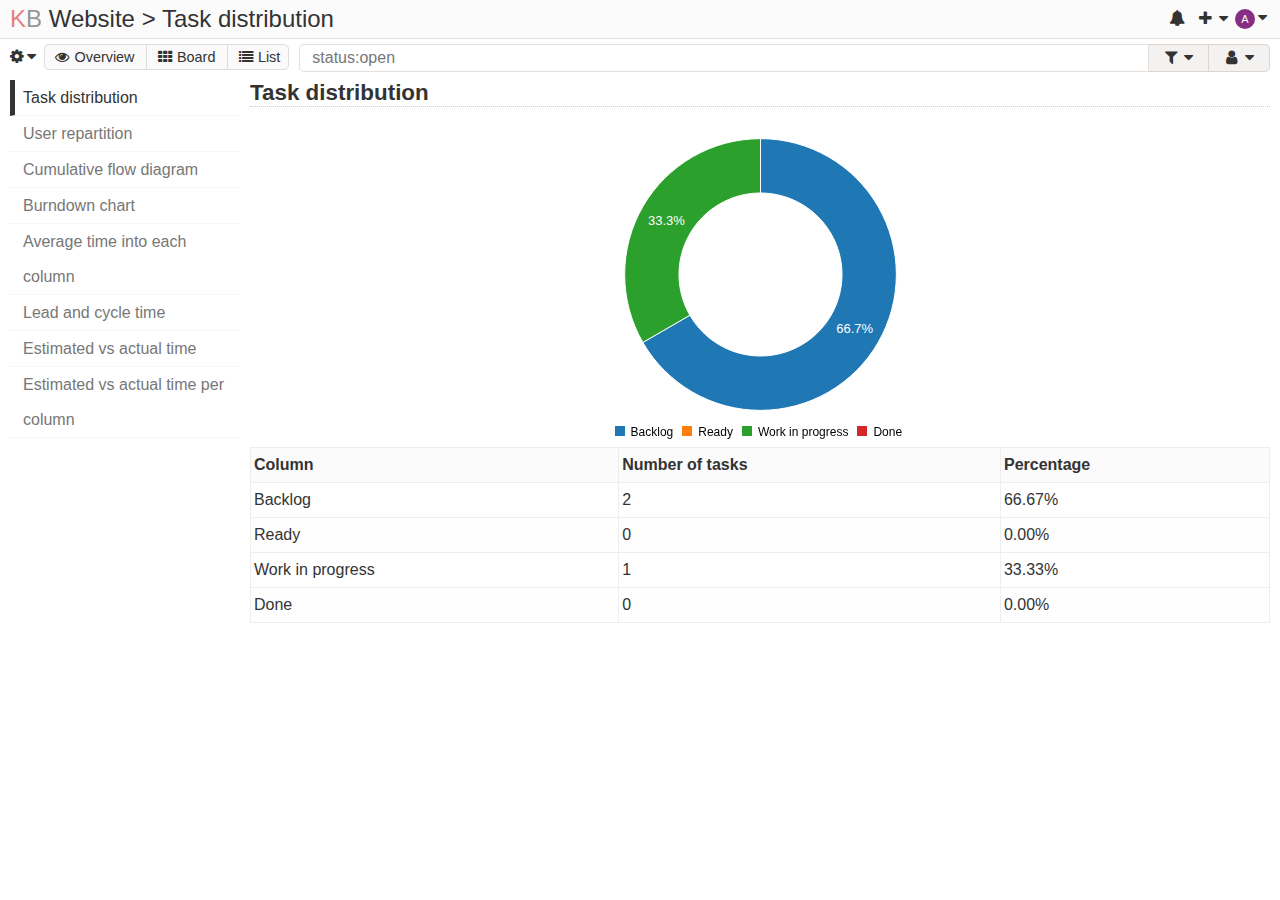 KB Website > Task distribution
A
Overview Board List status:open
Task distribution
User repartition
Cumulative flow diagram
Burndown chart
Average time into each
column
Lead and cycle time
Estimated vs actual time
Estimated vs actual time per
column
Task distribution
33.3%
66.7%
Backlog Ready Work in progress Done
Column Number of tasks Percentage
Backlog 2 66.67%
Ready 0 0.00%
Work in progress 1 33.33%
Done 0 0.00%